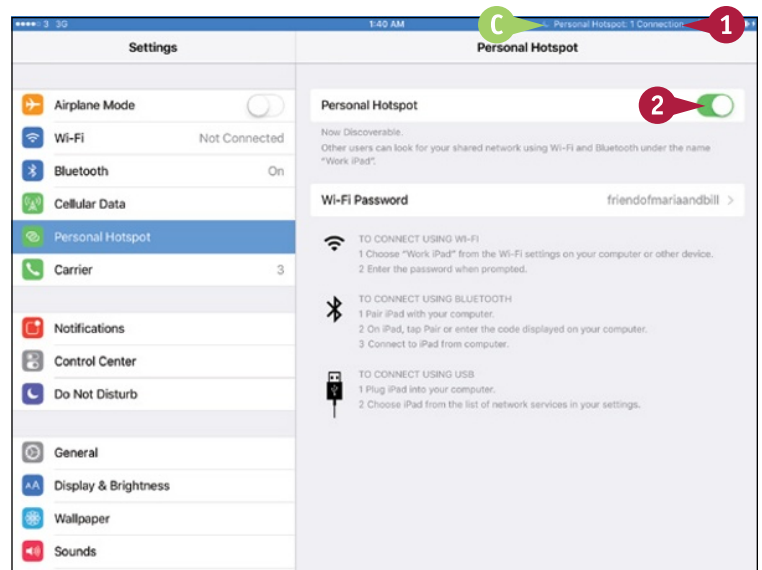 3 3G
1:40 AM
C
Personal Hotspot: 1 Connection
1
Settings
Personal Hotspot
Airplane Mode
Wi-Fi Not Connected
Bluetooth On
Cellular Data
Personal Hotspot
Carrier 3
Notifications
Control Center
Do Not Disturb
General
Display & Brightness
Wallpaper
Sounds
Personal Hotspot
2
Now Discoverable.
Other users can look for your shared network using Wi-Fi and Bluetooth under the name
"Work iPad".
Wi-Fi Password friendofmariaandbill
TO CONNECT USING WI-FI
1 Choose "Work iPad" from the Wi-Fi settings on your computer or other device.
2 Enter the password when prompted.
TO CONNECT USING BLUETOOTH
1 Pair iPad with your computer.
2 On iPad, tap Pair or enter the code displayed on your computer.
3 Connect to iPad from computer.
TO CONNECT USING USB
1 Plug iPad into your computer.
2 Choose iPad from the list of network services in your settings.